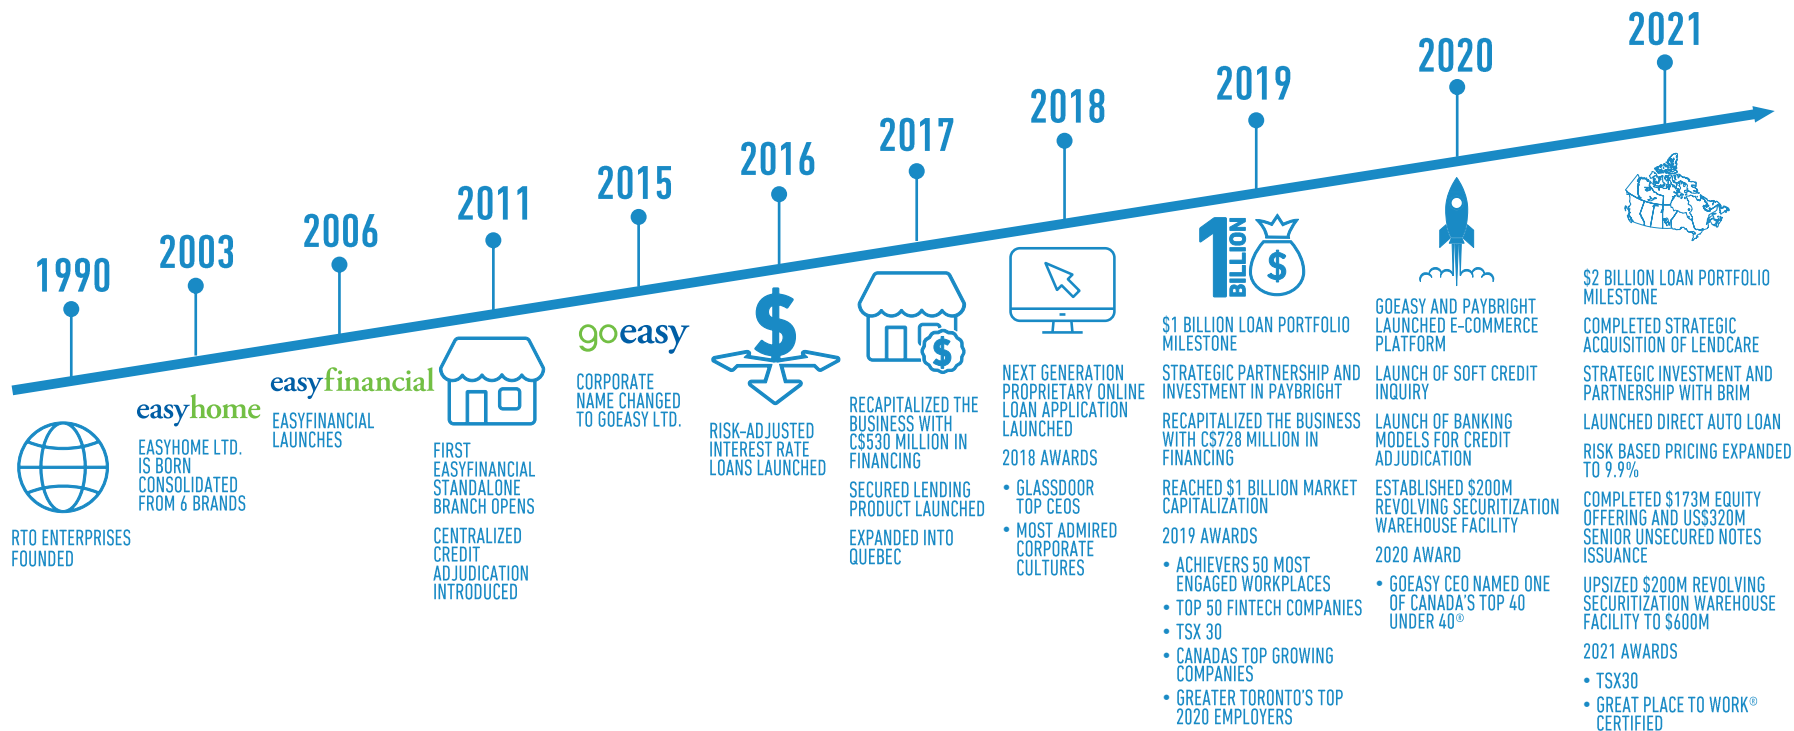 1990
RTO ENTERPRISES
FOUNDED
2003
easyhome
EASYHOME LTD.
IS BORN
CONSOLIDATED
FROM 6 BRANDS
2006
easyfinancial
EASYFINANCIAL
LAUNCHES
2011
FIRST
EASYFINANCIAL
STANDALONE
BRANCH OPENS
CENTRALIZED
CREDIT
ADJUDICATION
INTRODUCED
2015
goeasy
CORPORATE
NAME CHANGED
TO GOEASY LTD.
2016
$
RISK-ADJUSTED
INTEREST RATE
LOANS LAUNCHED
2017
$
RECAPITALIZED THE
BUSINESS WITH
C$530 MILLION IN
FINANCING
SECURED LENDING
PRODUCT LAUNCHED
EXPANDED INTO
QUEBEC
2018
NEXT GENERATION
PROPRIETARY ONLINE
LOAN APPLICATION
LAUNCHED
2018 AWARDS
• GLASSDOOR
TOP CEOS
• MOST ADMIRED
CORPORATE
CULTURES
2019
1 BILLION
$
$1 BILLION LOAN PORTFOLIO
MILESTONE
STRATEGIC PARTNERSHIP AND
INVESTMENT IN PAYBRIGHT
RECAPITALIZED THE BUSINESS
WITH C$728 MILLION IN
FINANCING
REACHED $1 BILLION MARKET
CAPITALIZATION
2019 AWARDS
• ACHIEVERS 50 MOST
ENGAGED WORKPLACES
• TOP 50 FINTECH COMPANIES
• TSX 30
• CANADAS TOP GROWING
COMPANIES
• GREATER TORONTO'S TOP
2020 EMPLOYERS
2020
GOEASY AND PAYBRIGHT
LAUNCHED E-COMMERCE
PLATFORM
LAUNCH OF SOFT CREDIT
INQUIRY
LAUNCH OF BANKING
MODELS FOR CREDIT
ADJUDICATION
ESTABLISHED $200M
REVOLVING SECURITIZATION
WAREHOUSE FACILITY
2020 AWARD
• GOEASY CEO NAMED ONE
OF CANADA'S TOP 40
UNDER 40®
2021
$2 BILLION LOAN PORTFOLIO
MILESTONE
COMPLETED STRATEGIC
ACQUISITION OF LENDCARE
STRATEGIC INVESTMENT AND
PARTNERSHIP WITH BRIM
LAUNCHED DIRECT AUTO LOAN
RISK BASED PRICING EXPANDED
TO 9.9%
COMPLETED $173M EQUITY
OFFERING AND US$320M
SENIOR UNSECURED NOTES
ISSUANCE
UPSIZED $200M REVOLVING
SECURITIZATION WAREHOUSE
FACILITY TO $600M
2021 AWARDS
• TSX30
• GREAT PLACE TO WORK®
CERTIFIED